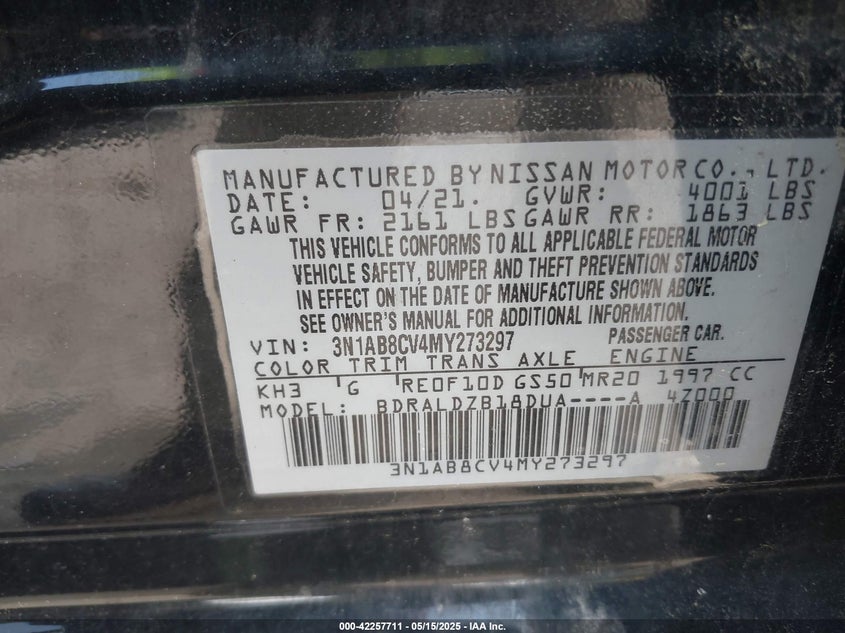 MANUFACTURED BY NISSAN MOTOR CO., LTD.
DATE: 04/21. GVWR: 4001 LBS
GAWR FR: 2161 LBS GAWR RR: 1863 LBS
THIS VEHICLE CONFORMS TO ALL APPLICABLE FEDERAL MOTOR
VEHICLE SAFETY, BUMPER AND THEFT PREVENTION STANDARDS
IN EFFECT ON THE DATE OF MANUFACTURE SHOWN ABOVE.
SEE OWNER'S MANUAL FOR ADDITIONAL INFORMATION.
VIN: 3N1AB8CV4MY273297 PASSENGER CAR.
COLOR TRIM TRANS AXLE ENGINE
KH3 G RE0F10D GS50 MR20 1997 CC
MODEL: BDRALDZB18DUA----A 4Z000
3N1AB8CV4MY273297
000-42257711 - 05/15/2025 - IAA Inc.